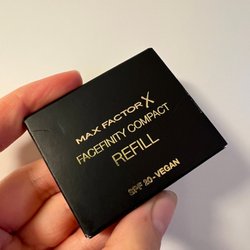 MAX FACTOR X
FACEFINITY COMPACT
REFILL
SPF 20-VEGAN